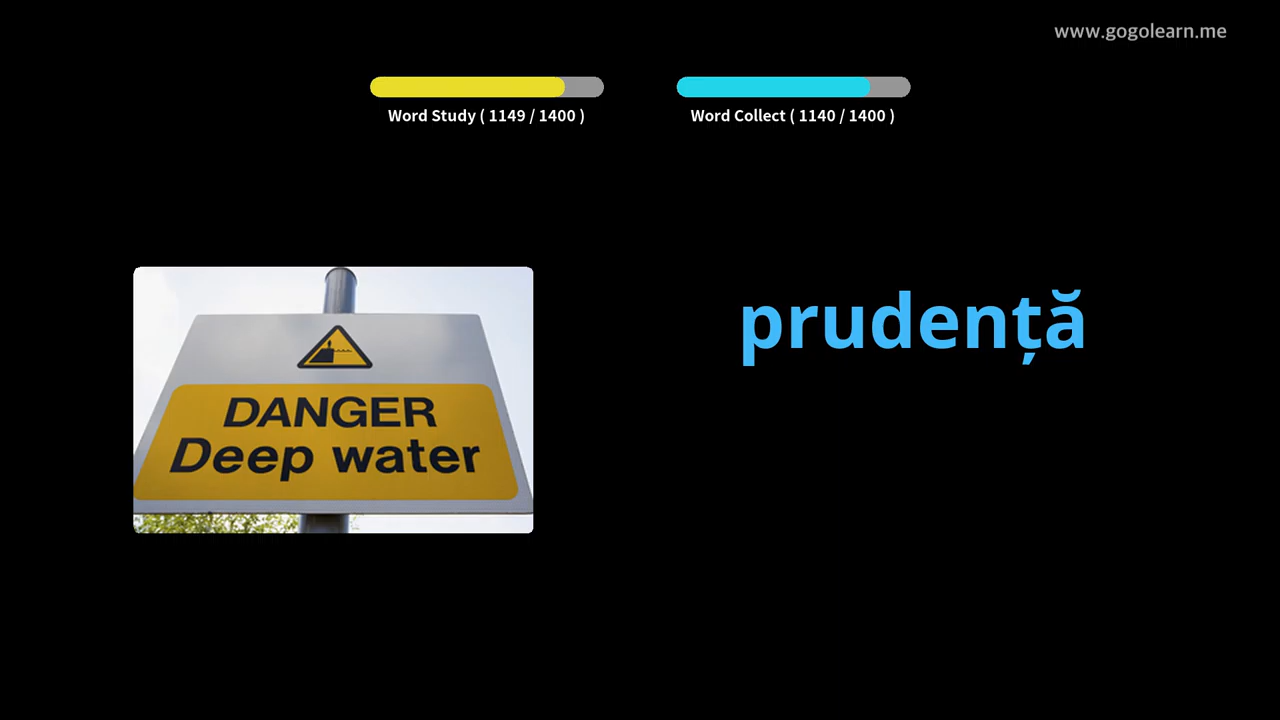 www.gogolearn.me
Word Study ( 1149 / 1400 )
Word Collect ( 1140 / 1400 )
prudență
DANGER
Deep water